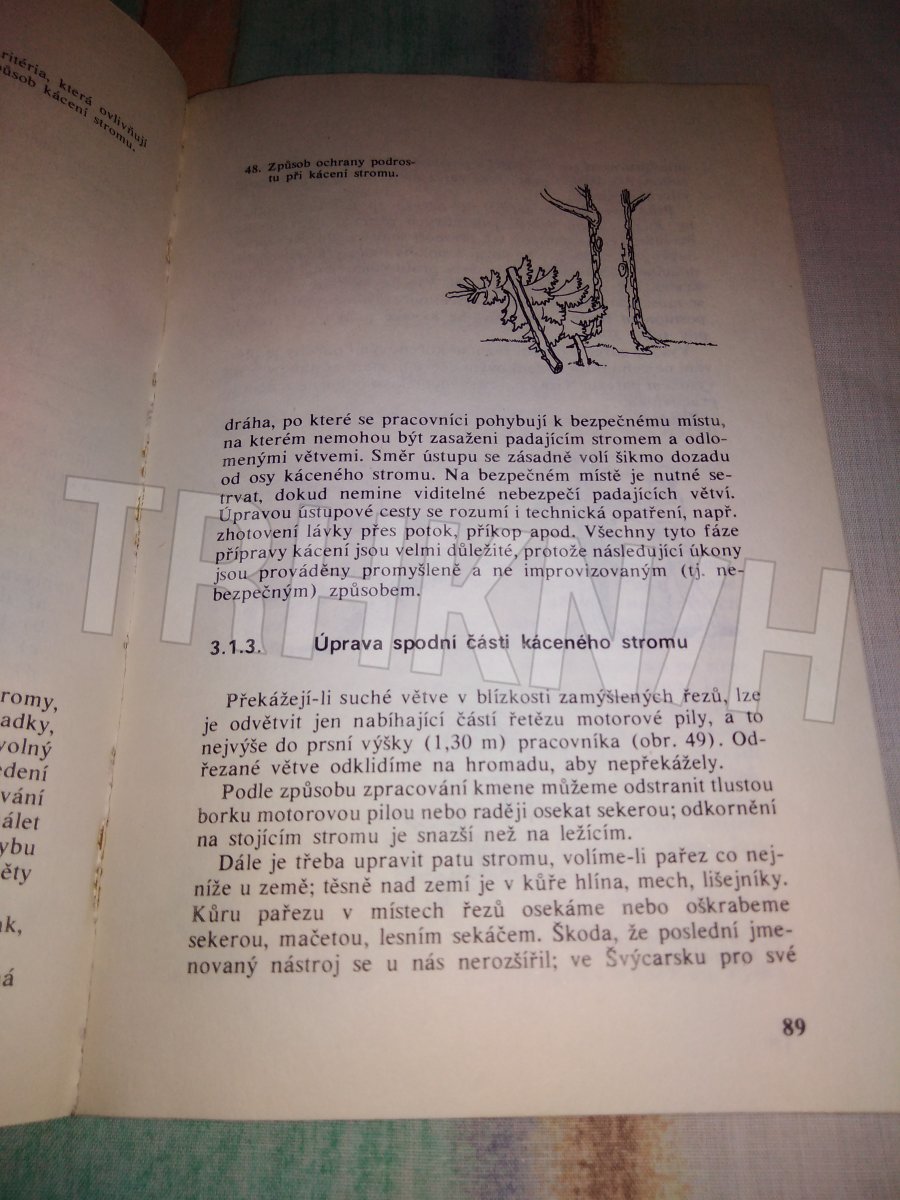 ritéria, která ovlivňují
působ kácení stromu.
romy,
adky,
volný
edení
vání
álet
ybu
ěty
ak,
á
48. Způsob ochrany podros-
tu při kácení stromu.
dráha, po které se pracovníci pohybují k bezpečnému místu,
na kterém nemohou být zasaženi padajícím stromem a odlo-
menými větvemi. Směr ústupu se zásadně volí šikmo dozadu
od osy káceného stromu. Na bezpečném místě je nutné se-
trvat, dokud nemine viditelné nebezpečí padajících větví.
Úpravou ústupové cesty se rozumí i technická opatření, např.
zhotovení lávky přes potok, příkop apod. Všechny tyto fáze
přípravy kácení jsou velmi důležité, protože následující úkony
jsou prováděny promyšleně a ne improvizovaným (tj. ne-
bezpečným) způsobem.
3.1.3. Úprava spodní části káceného stromu
Překážejí-li suché větve v blízkosti zamýšlených řezů, lze
je odvětvit jen nabíhající částí řetězu motorové pily, a to
nejvýše do prsní výšky (1,30 m) pracovníka (obr. 49). Od-
řezané větve odklidíme na hromadu, aby nepřekážely.
Podle způsobu zpracování kmene můžeme odstranit tlustou
borku motorovou pilou nebo raději osekat sekerou; odkornění
na stojícím stromu je snazší než na ležícím.
Dále je třeba upravit patu stromu, volíme-li pařez co nej-
níže u země; těsně nad zemí je v kůře hlína, mech, lišejníky.
Kůru pařezu v místech řezů osekáme nebo oškrabeme
sekerou, mačetou, lesním sekáčem. Škoda, že poslední jme-
novaný nástroj se u nás nerozšířil; ve Švýcarsku pro své
89